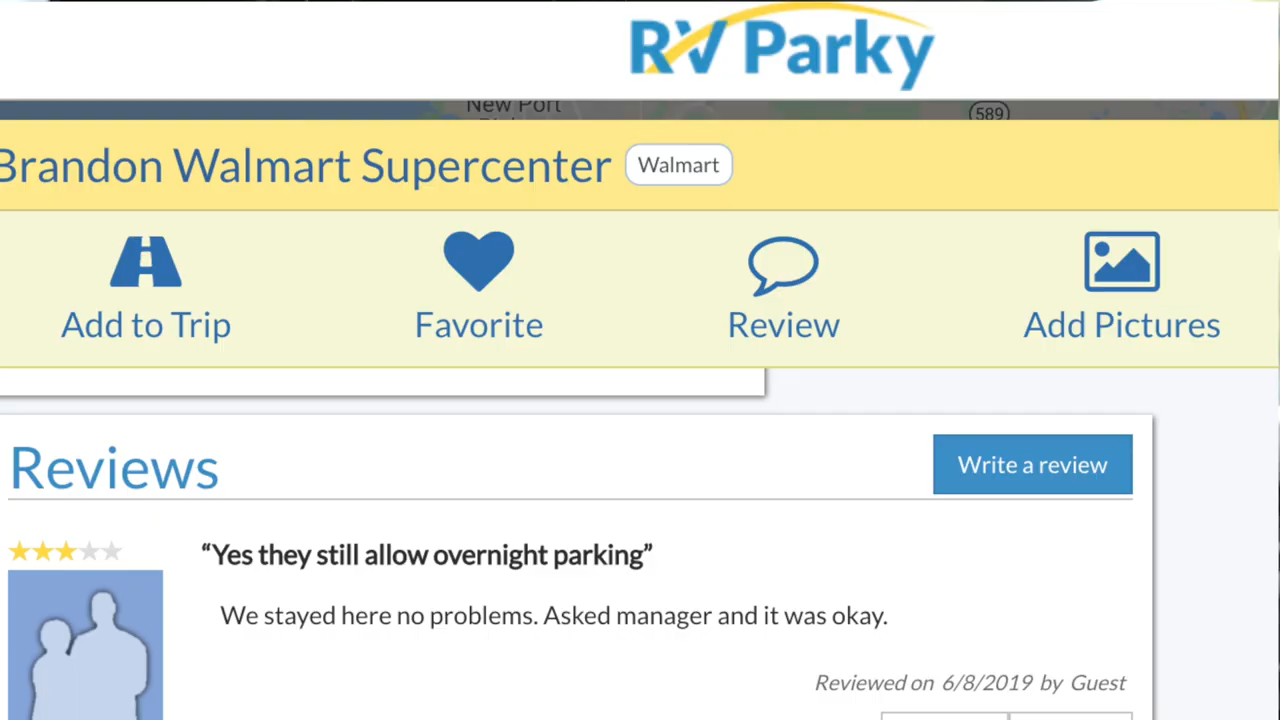 RV Parky
New Port
589
Brandon Walmart Supercenter Walmart
Add to Trip Favorite Review Add Pictures
Reviews Write a review
“Yes they still allow overnight parking”
We stayed here no problems. Asked manager and it was okay.
Reviewed on 6/8/2019 by Guest